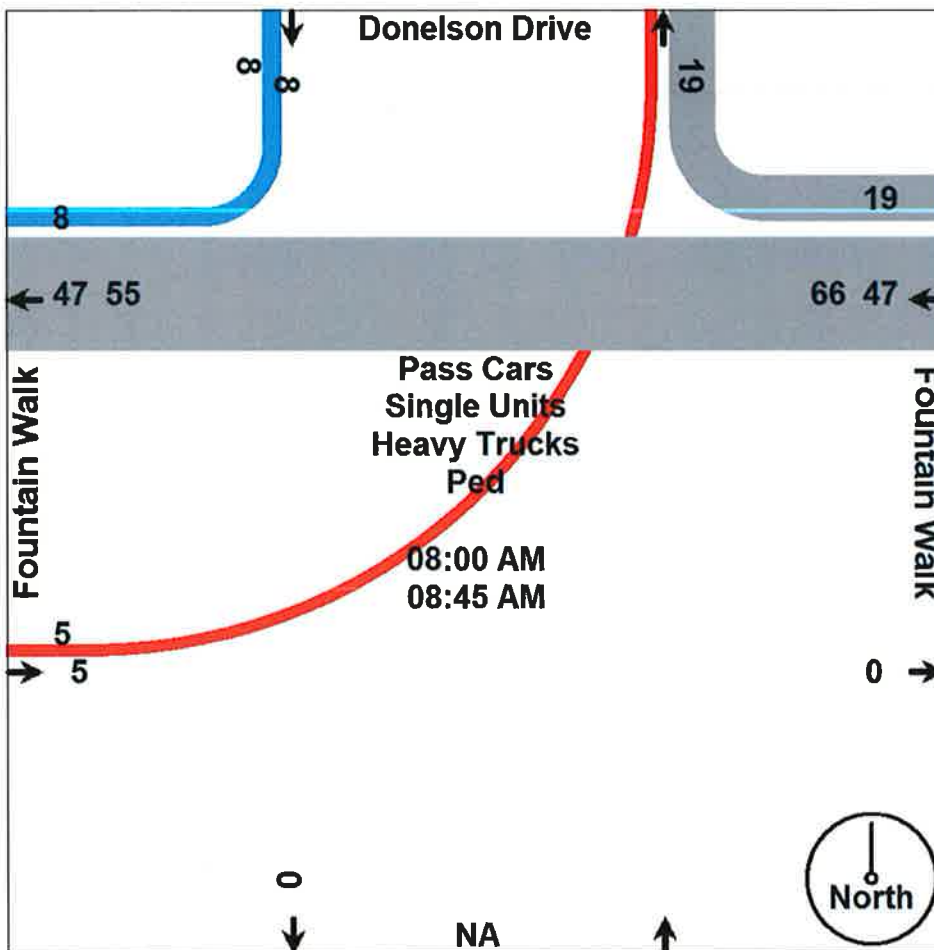 Donelson Drive
8
8
19
8
19
47 55
66 47
Pass Cars
Single Units
Heavy Trucks
Ped
Fountain Walk
Fountain Walk
08:00 AM
08:45 AM
5
5
0
0
North
NA